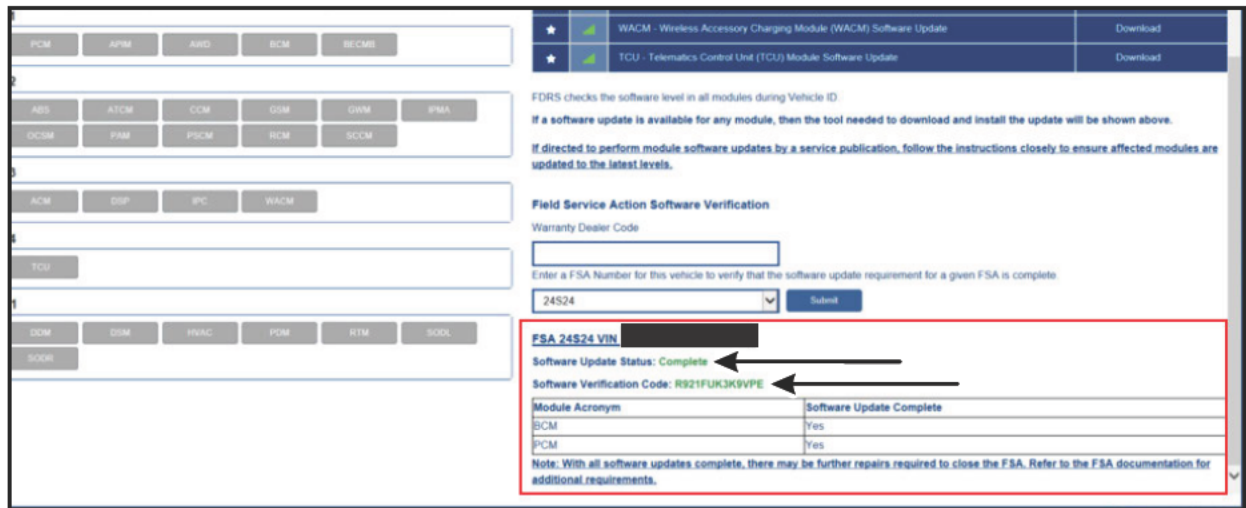 PCM APIM AWD BCM BECMB
2
ABS ATCM CCM GSM GWM IPMA
OCSM PAM PSCM RCM SCCM
3
ACM DSP IPC WACM
TCU
DDM DSM HVAC PDM RTM SODL
SODR
WACM - Wireless Accessory Charging Module (WACM) Software Update Download
TCU - Telematics Control Unit (TCU) Module Software Update Download
FDRS checks the software level in all modules during Vehicle ID
If a software update is available for any module, then the tool needed to download and install the update will be shown above.
If directed to perform module software updates by a service publication, follow the instructions closely to ensure affected modules are
updated to the latest levels.
Field Service Action Software Verification
Warranty Dealer Code
Enter a FSA Number for this vehicle to verify that the software update requirement for a given FSA is complete.
24S24 Submit
FSA 24S24 VIN
Software Update Status: Complete
Software Verification Code: R921FUK3K9VPE
Module Acronym Software Update Complete
BCM Yes
PCM Yes
Note: With all software updates complete, there may be further repairs required to close the FSA. Refer to the FSA documentation for
additional requirements.